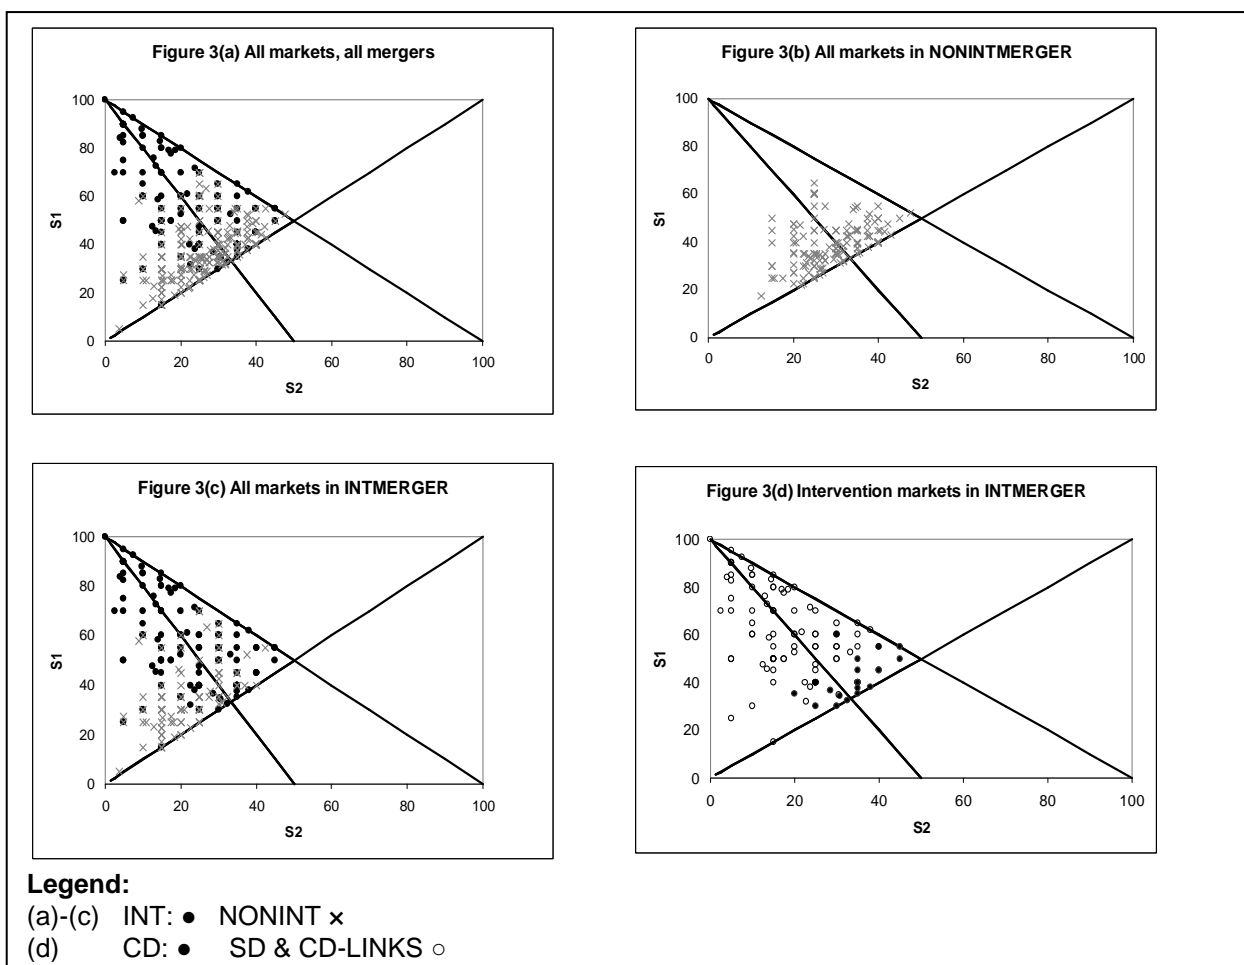 Figure 3(a) All markets, all mergers
100
80
60
S1
40
20
0
0 20 40 60 80 100
S2
Figure 3(b) All markets in NONINTMERGER
100
80
60
S1
40
20
0
0 20 40 60 80 100
S2
Figure 3(c) All markets in INTMERGER
100
80
60
S1
40
20
0
0 20 40 60 80 100
S2
Figure 3(d) Intervention markets in INTMERGER
100
80
60
S1
40
20
0
0 20 40 60 80 100
S2
Legend:
(a)-(c) INT: ● NONINT ×
(d) CD: ● SD & CD-LINKS ○